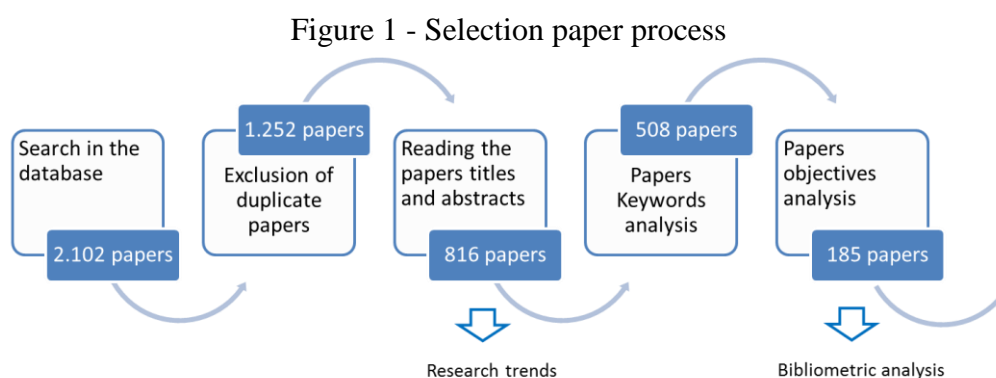 Figure 1 - Selection paper process
Search in the
database
2.102 papers
1.252 papers
Exclusion of
duplicate
papers
Reading the
papers titles
and abstracts
816 papers
Research trends
508 papers
Papers
Keywords
analysis
Papers
objectives
analysis
185 papers
Bibliometric analysis